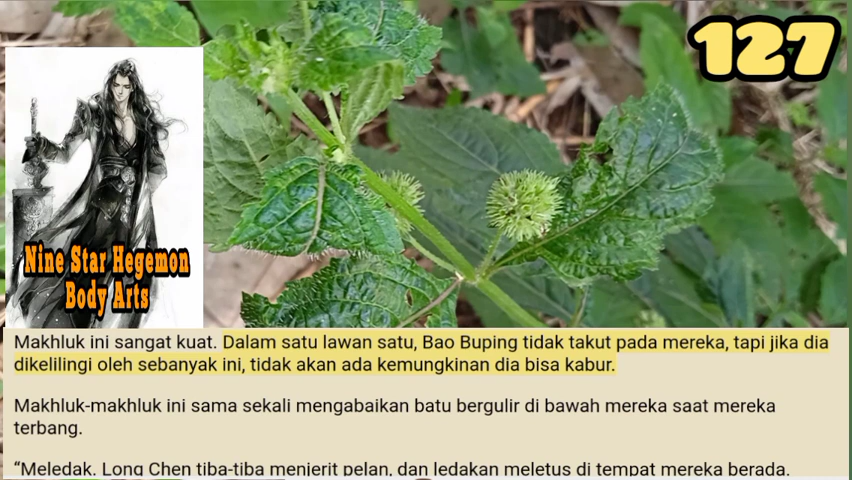 127
Nine Star Hegemon
Body Arts
Makhluk ini sangat kuat. Dalam satu lawan satu, Bao Buping tidak takut pada mereka, tapi jika dia
dikelilingi oleh sebanyak ini, tidak akan ada kemungkinan dia bisa kabur.
Makhluk-makhluk ini sama sekali mengabaikan batu bergulir di bawah mereka saat mereka
terbang.
“Meledak. Long Chen tiba-tiba menjerit pelan, dan ledakan meletus di tempat mereka berada.